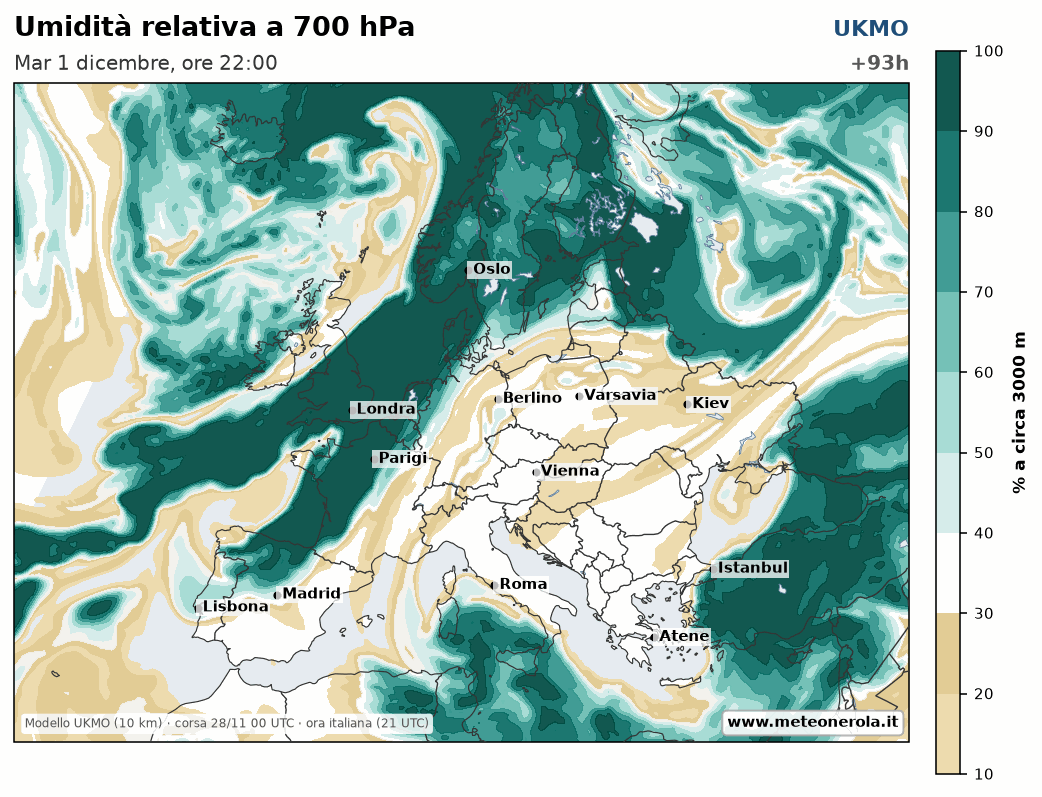 Umidità relativa a 700 hPa
UKMO
Mar 1 dicembre, ore 22:00
+93h
Oslo
Londra
Berlino
Varsavia
Kiev
Parigi
Vienna
Istanbul
Roma
Madrid
Lisbona
Atene
Modello UKMO (10 km) · corsa 28/11 00 UTC · ora italiana (21 UTC)
www.meteonerola.it
100
90
80
70
60
50
40
30
20
10
% a circa 3000 m